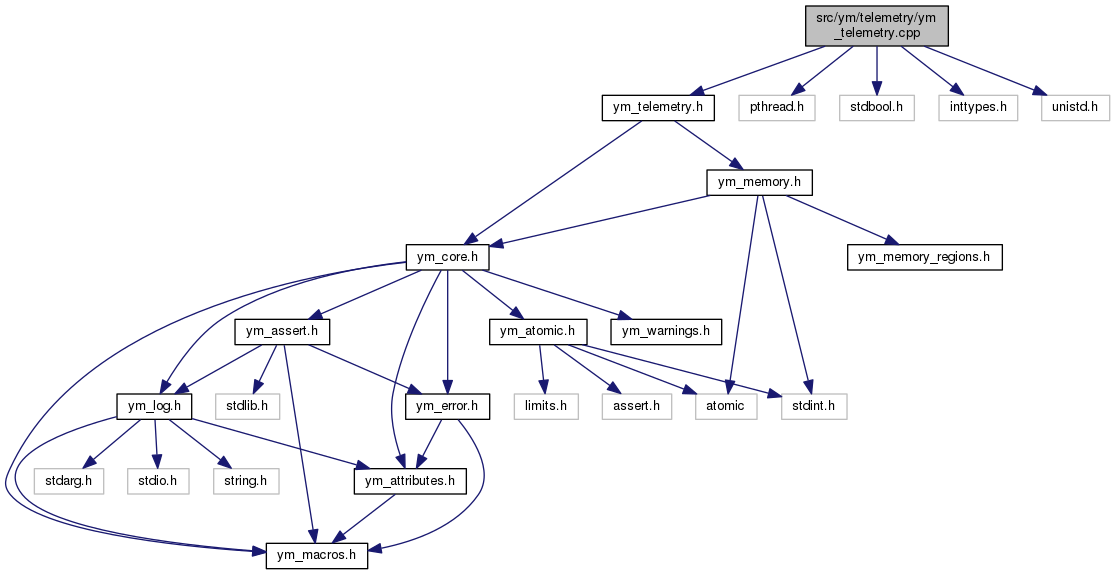 src/ym/telemetry/ym
_telemetry.cpp
ym_telemetry.h
pthread.h
stdbool.h
inttypes.h
unistd.h
ym_memory.h
ym_core.h
ym_memory_regions.h
ym_assert.h
ym_atomic.h
ym_warnings.h
ym_log.h
stdlib.h
ym_error.h
limits.h
assert.h
atomic
stdint.h
stdarg.h
stdio.h
string.h
ym_attributes.h
ym_macros.h